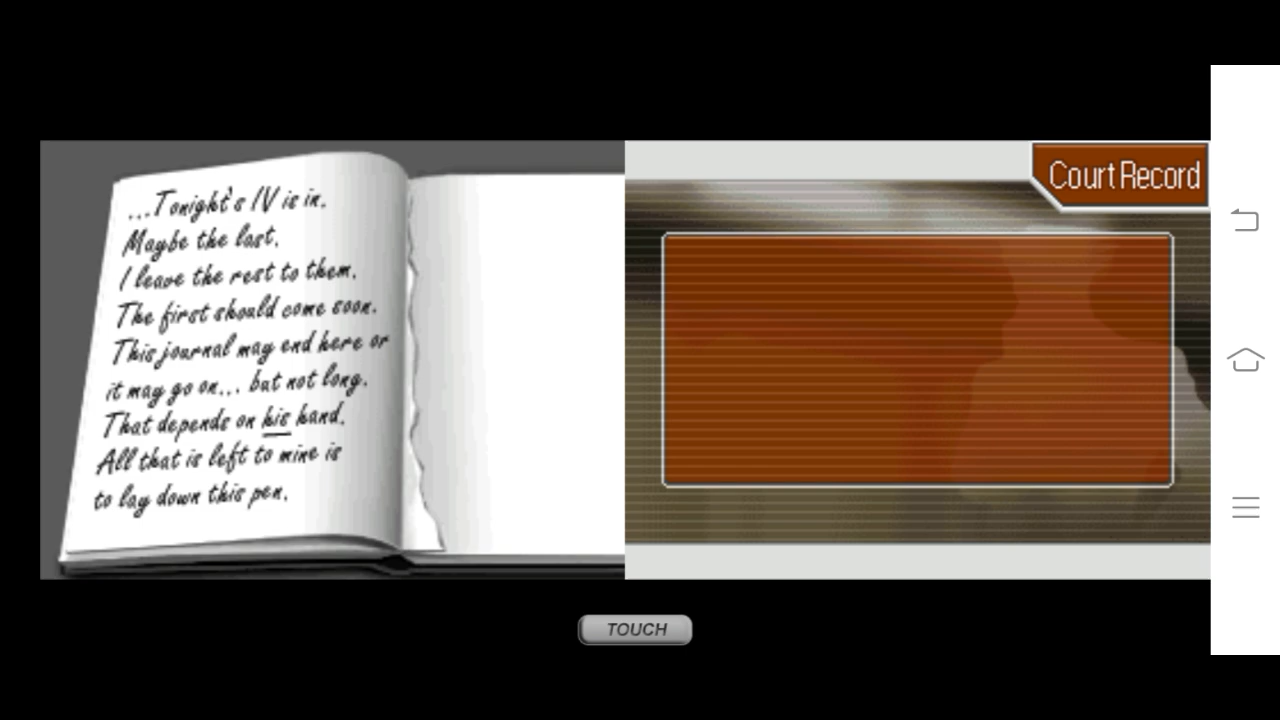 ...Tonight's IV is in.
Maybe the last.
I leave the rest to them.
The first should come soon.
This journal may end here or
it may go on... but not long.
That depends on his hand.
All that is left to mine is
to lay down this pen.
Court Record
TOUCH